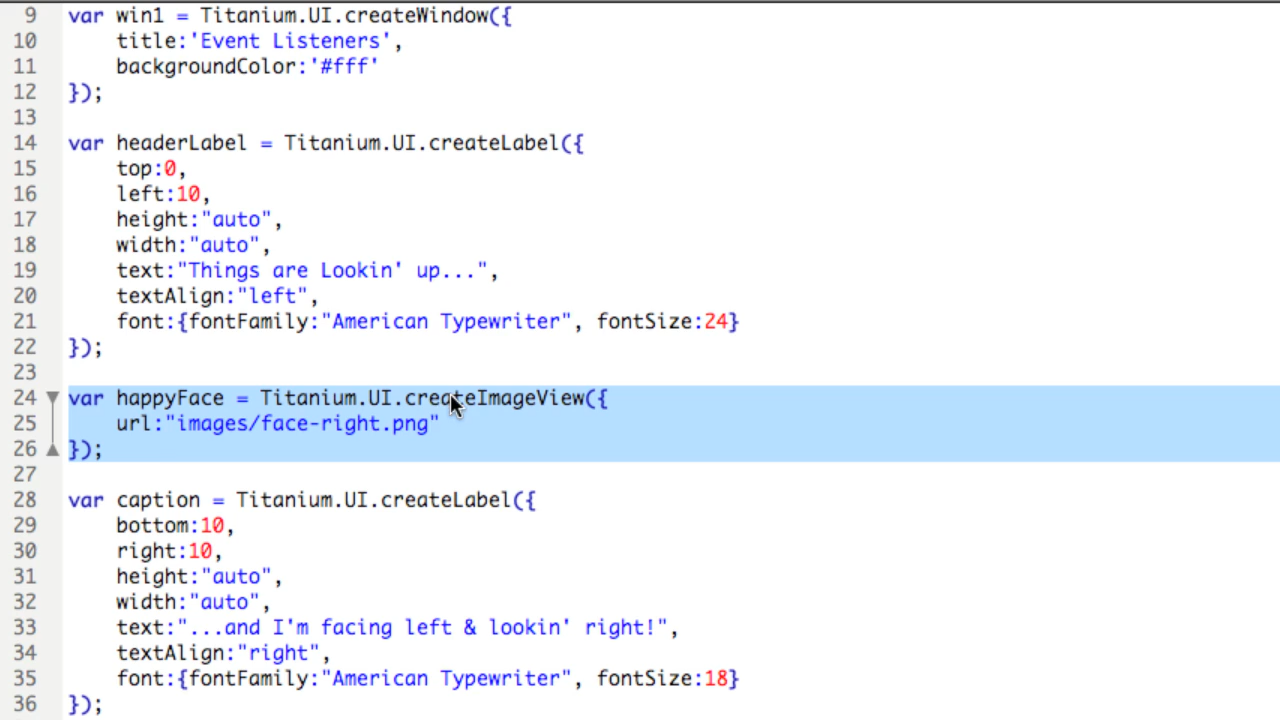 9 var win1 = Titanium.UI.createWindow({
10 title:'Event Listeners',
11 backgroundColor:'#fff'
12 });
13
14 var headerLabel = Titanium.UI.createLabel({
15 top:0,
16 left:10,
17 height:"auto",
18 width:"auto",
19 text:"Things are Lookin' up...",
20 textAlign:"left",
21 font:{fontFamily:"American Typewriter", fontSize:24}
22 });
23
24 var happyFace = Titanium.UI.createImageView({
25 url:"images/face-right.png"
26 });
27
28 var caption = Titanium.UI.createLabel({
29 bottom:10,
30 right:10,
31 height:"auto",
32 width:"auto",
33 text:"...and I'm facing left & lookin' right!",
34 textAlign:"right",
35 font:{fontFamily:"American Typewriter", fontSize:18}
36 });